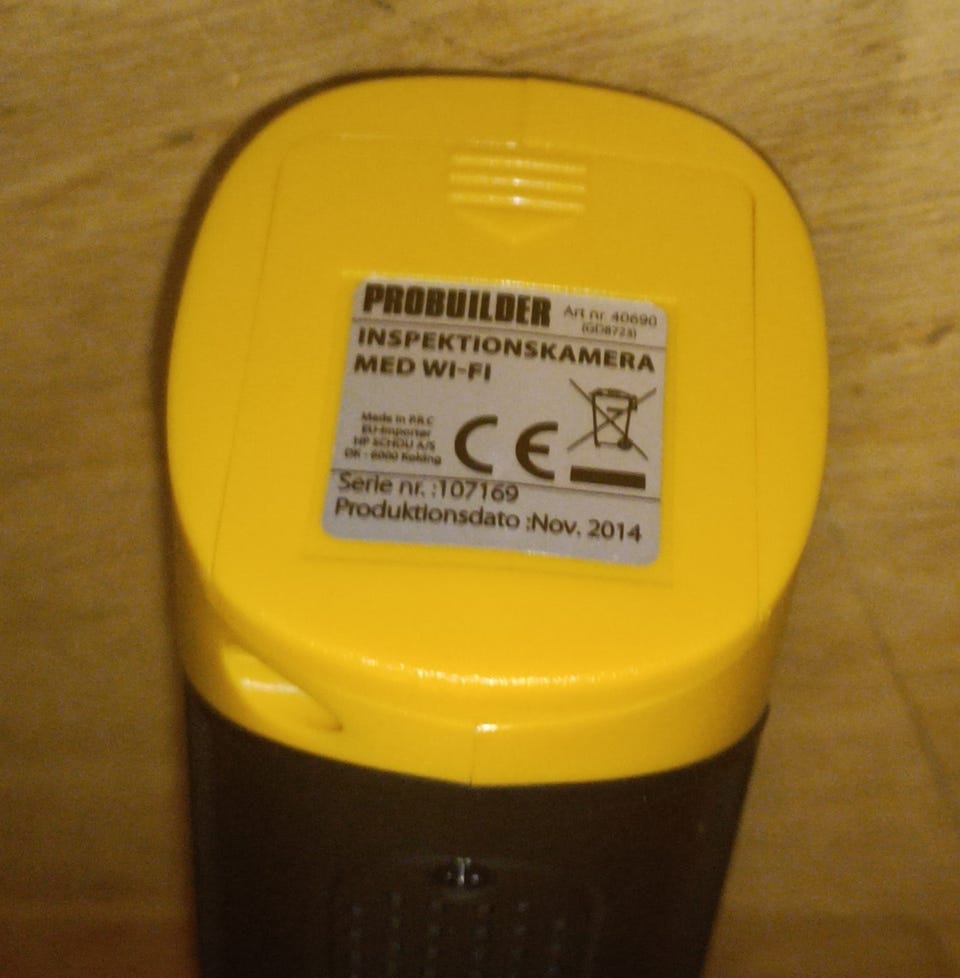 PROBUILDER Art nr. 40690
(GD8723)
INSPEKTIONSKAMERA
MED WI-FI
Made in P.R.C
EU-Importer
HP SCHOU A/S
DK - 6000 Kolding
CE
Serie nr. :107169
Produktionsdato :Nov. 2014